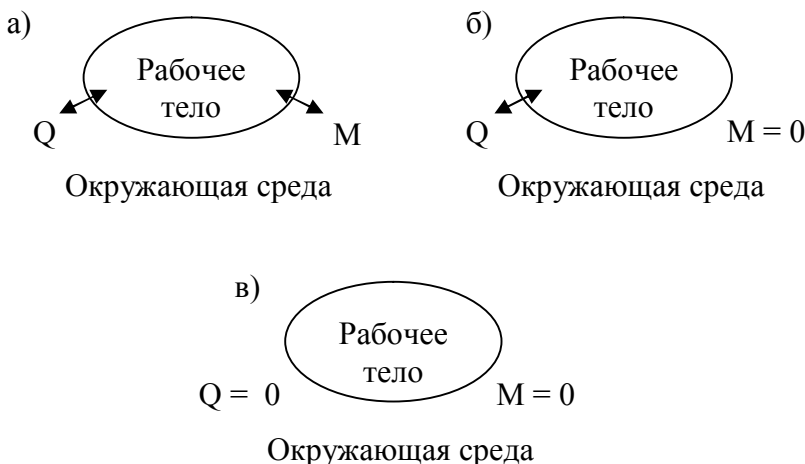 а)
Рабочее
тело
Q
M
Окружающая среда
б)
Рабочее
тело
Q
M = 0
Окружающая среда
в)
Рабочее
тело
Q = 0
M = 0
Окружающая среда